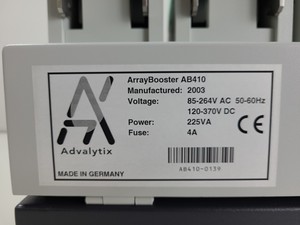 ArrayBooster AB410
Manufactured: 2003
Voltage: 85-264V AC 50-60Hz
120-370V DC
Power: 225VA
Fuse: 4A
Advalytix
MADE IN GERMANY
AB410-0139